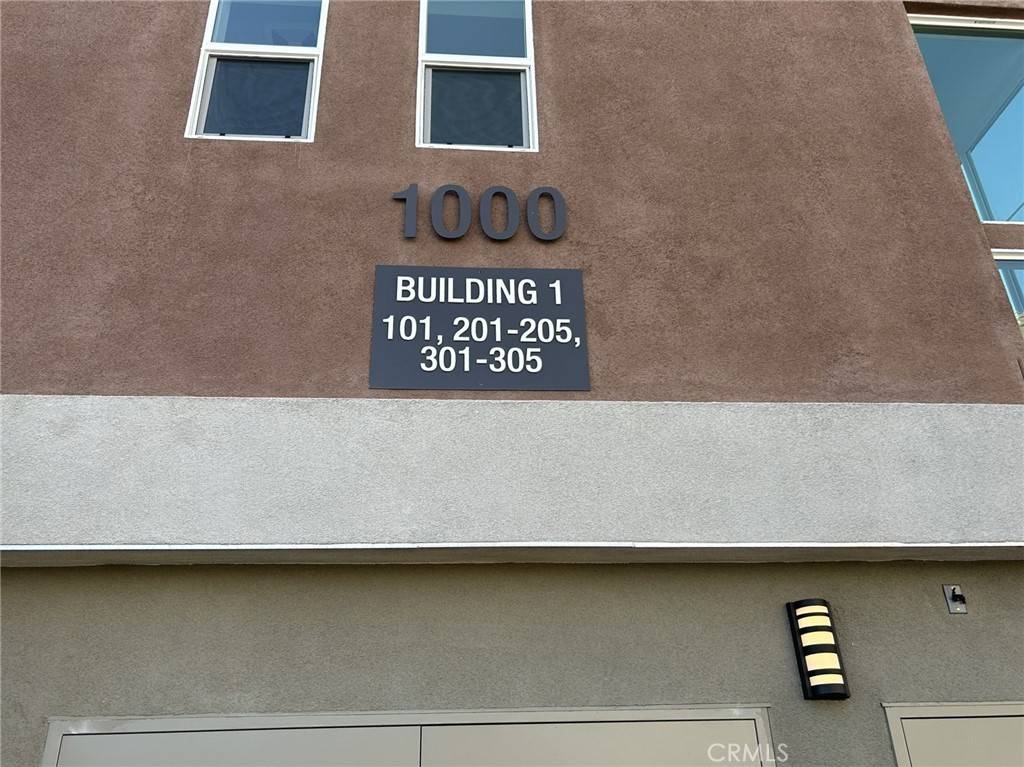 1000
BUILDING 1
101, 201-205,
301-305
CRMLS